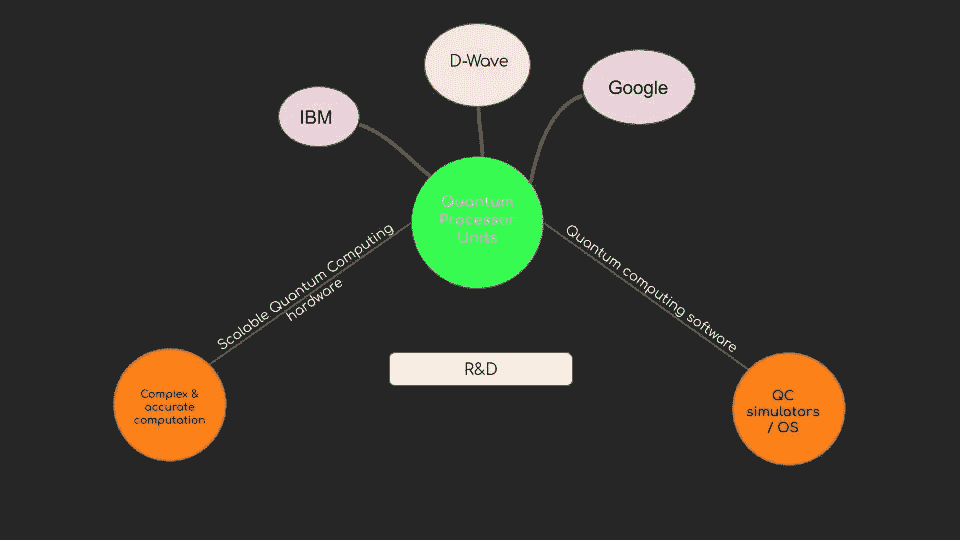 D-Wave
Google
IBM
Quantum
Processor
Units
Scalable Quantum Computing
hardware
Quantum computing software
R&D
Complex &
accurate
computation
QC
simulators
/ OS